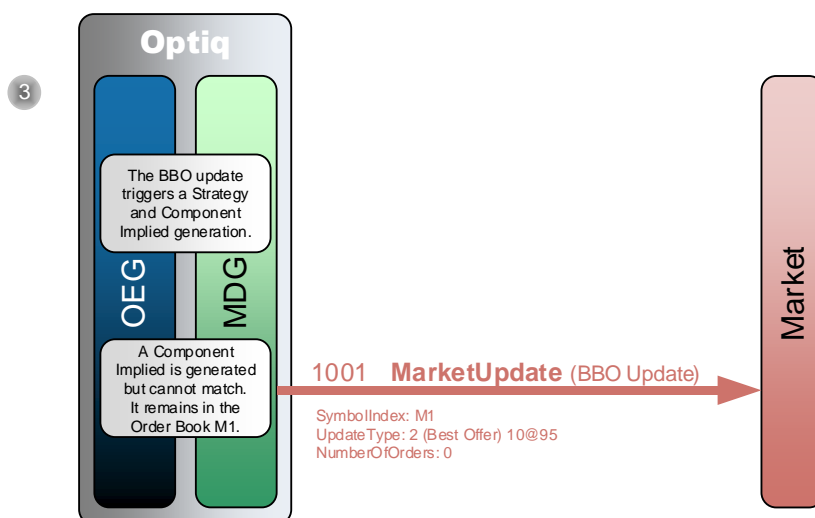 Optiq
3
The BBO update
triggers a Strategy
and Component
Implied generation.
OEG
MDG
Market
A Component
Implied is generated
but cannot match.
It remains in the
Order Book M1.
1001 MarketUpdate (BBO Update)
SymbolIndex: M1
UpdateType: 2 (Best Offer) 10@95
NumberOfOrders: 0